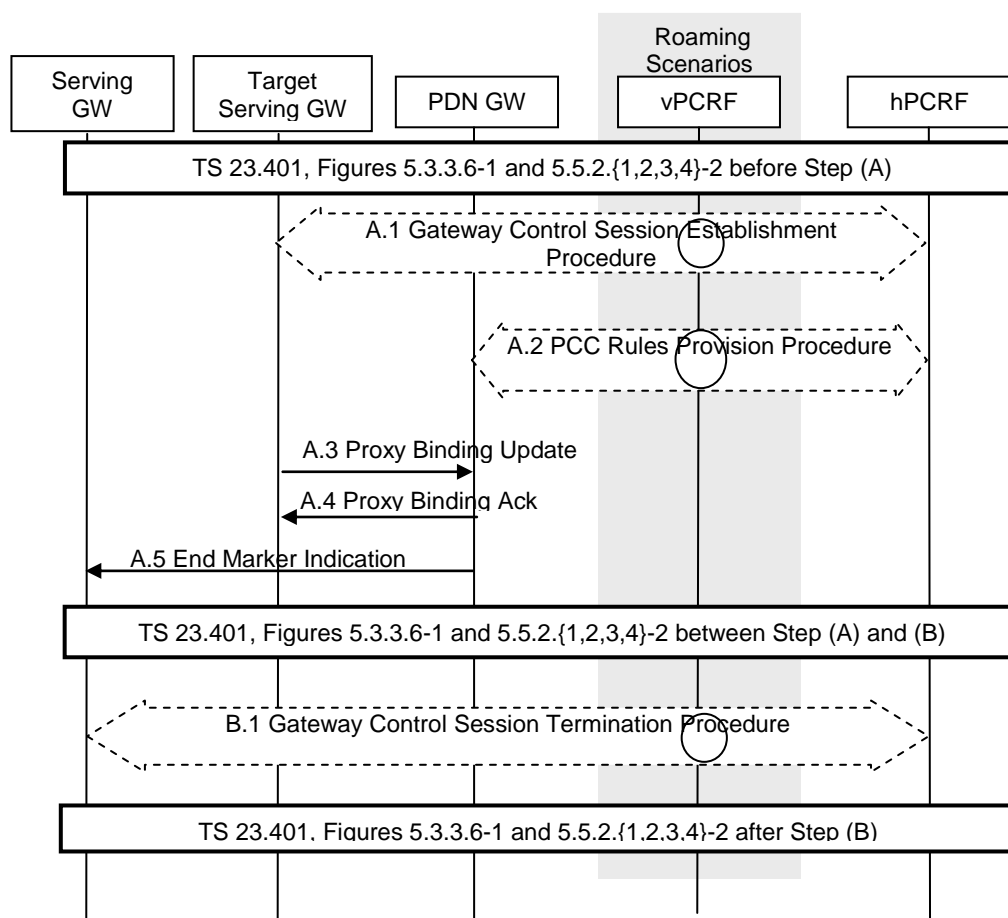 Roaming
Scenarios
Serving
GW
Target
Serving GW
PDN GW
vPCRF
hPCRF
TS 23.401, Figures 5.3.3.6-1 and 5.5.2.{1,2,3,4}-2 before Step (A)
A.1 Gateway Control Session Establishment
Procedure
A.2 PCC Rules Provision Procedure
A.3 Proxy Binding Update
A.4 Proxy Binding Ack
A.5 End Marker Indication
TS 23.401, Figures 5.3.3.6-1 and 5.5.2.{1,2,3,4}-2 between Step (A) and (B)
B.1 Gateway Control Session Termination Procedure
TS 23.401, Figures 5.3.3.6-1 and 5.5.2.{1,2,3,4}-2 after Step (B)